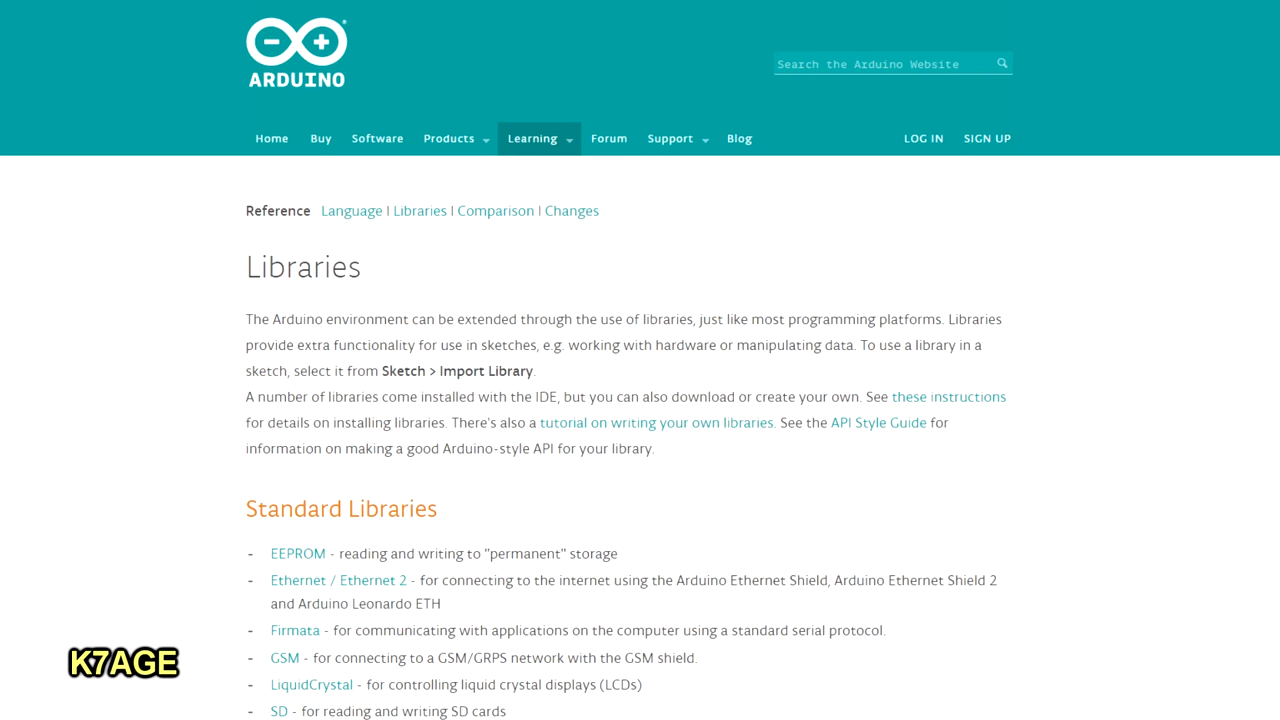 ARDUINO
Search the Arduino Website
Home Buy Software Products Learning Forum Support Blog LOG IN SIGN UP
Reference Language | Libraries | Comparison | Changes
Libraries
The Arduino environment can be extended through the use of libraries, just like most programming platforms. Libraries
provide extra functionality for use in sketches, e.g. working with hardware or manipulating data. To use a library in a
sketch, select it from Sketch > Import Library.
A number of libraries come installed with the IDE, but you can also download or create your own. See these instructions
for details on installing libraries. There's also a tutorial on writing your own libraries. See the API Style Guide for
information on making a good Arduino-style API for your library.
Standard Libraries
- EEPROM - reading and writing to "permanent" storage
- Ethernet / Ethernet 2 - for connecting to the internet using the Arduino Ethernet Shield, Arduino Ethernet Shield 2
and Arduino Leonardo ETH
- Firmata - for communicating with applications on the computer using a standard serial protocol.
- GSM - for connecting to a GSM/GRPS network with the GSM shield.
- LiquidCrystal - for controlling liquid crystal displays (LCDs)
- SD - for reading and writing SD cards
K7AGE